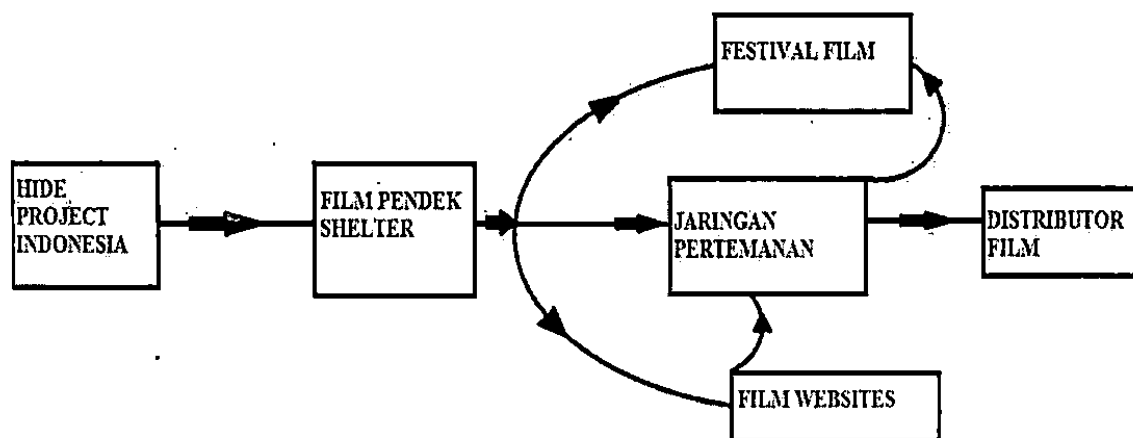 HIDE
PROJECT
INDONESIA
FILM PENDEK
SHELTER
FESTIVAL FILM
JARINGAN
PERTEMANAN
DISTRIBUTOR
FILM
FILM WEBSITES